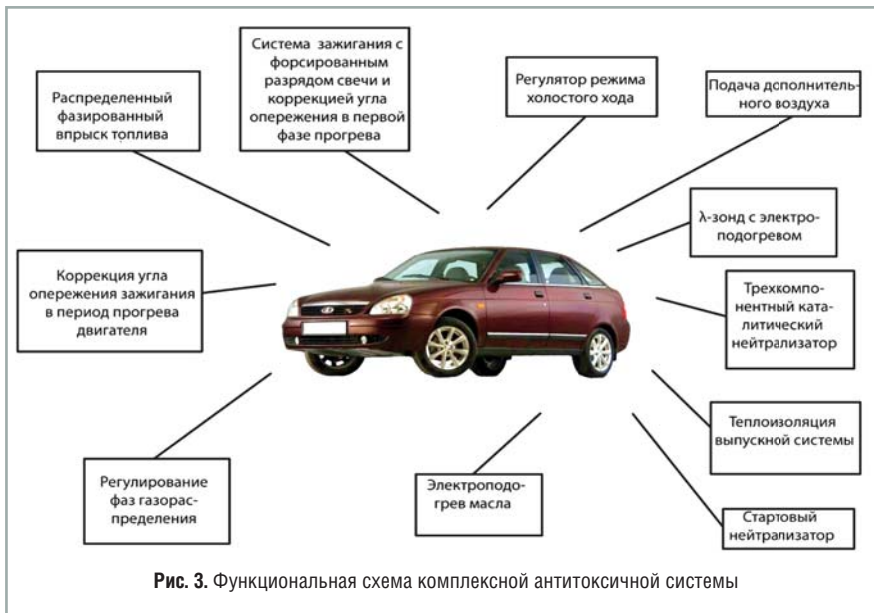 Система зажигания с
форсированным
разрядом свечи и
коррекцией угла
опережения в первой
фазе прогрева
Регулятор режима
холостого хода
Подача дополнитель-
ного воздуха
Распределенный
фазированный
впрыск топлива
λ-зонд с электро-
подогревом
Коррекция угла
опережения зажигания
в период прогрева
двигателя
Трехкомпо-
нентный ката-
литический
нейтрализатор
Теплоизоляция
выпускной системы
Регулирование
фаз газорас-
пределения
Электроподо-
грев масла
Стартовый
нейтрализатор
Рис. 3. Функциональная схема комплексной антитоксичной системы